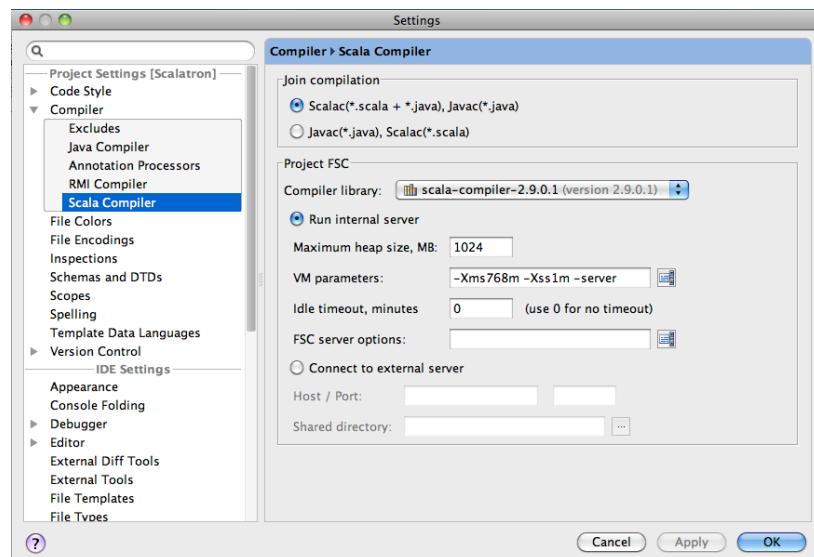 Settings
Project Settings [Scalatron]
Code Style
Compiler
Excludes
Java Compiler
Annotation Processors
RMI Compiler
Scala Compiler
File Colors
File Encodings
Inspections
Schemas and DTDs
Scopes
Spelling
Template Data Languages
Version Control
IDE Settings
Appearance
Console Folding
Debugger
Editor
External Diff Tools
External Tools
File Templates
File Types
Compiler ▸ Scala Compiler
Join compilation
Scalac(*.scala + *.java), Javac(*.java)
Javac(*.java), Scalac(*.scala)
Project FSC
Compiler library: scala-compiler-2.9.0.1 (version 2.9.0.1)
Run internal server
Maximum heap size, MB: 1024
VM parameters: -Xms768m -Xss1m -server
Idle timeout, minutes 0 (use 0 for no timeout)
FSC server options:
Connect to external server
Host / Port:
Shared directory: ...
? Cancel Apply OK